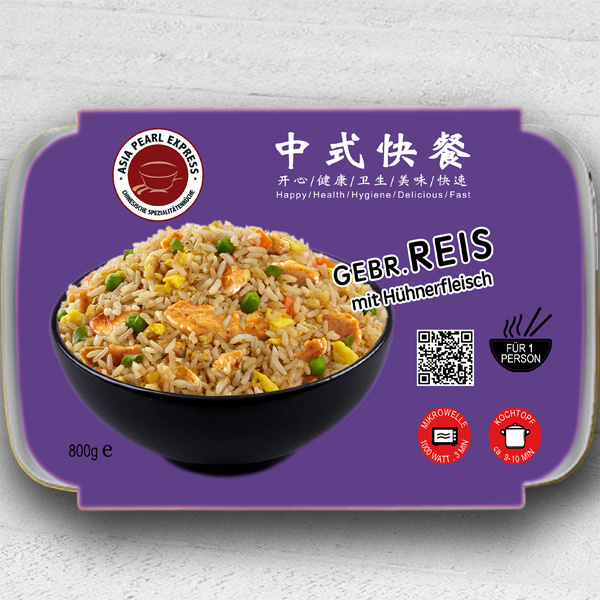 ASIA PEARL EXPRESS
CHINESISCHE SPEZIALITÄTENKÜCHE
中式快餐
开心/健康/卫生/美味/快速
Happy/Health/Hygiene/Delicious/Fast
GEBR.REIS
mit Hühnerfleisch
FÜR 1
PERSON
MIKROWELLE
1000 WATT . 3 MIN
KOCHTOPF
ca. 9-10 MIN
800g e